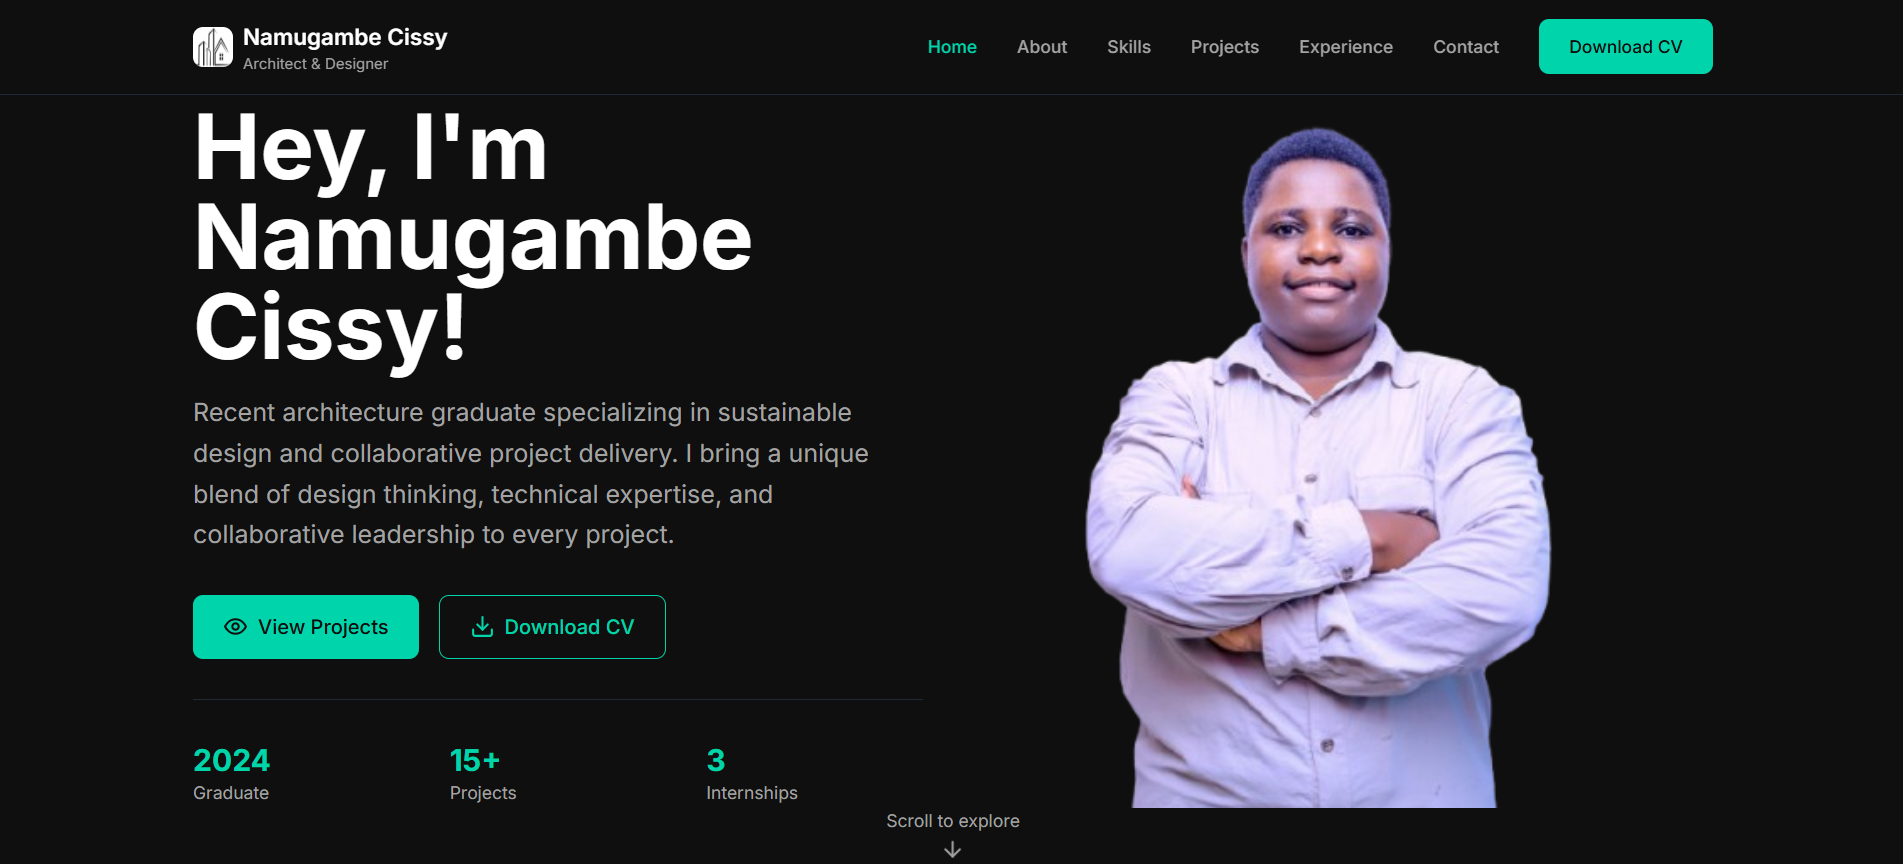 Namugambe Cissy
Architect & Designer
Home
About
Skills
Projects
Experience
Contact
Download CV
Hey, I'm
Namugambe
Cissy!
Recent architecture graduate specializing in sustainable
design and collaborative project delivery. I bring a unique
blend of design thinking, technical expertise, and
collaborative leadership to every project.
View Projects
Download CV
2024
Graduate
15+
Projects
3
Internships
Scroll to explore